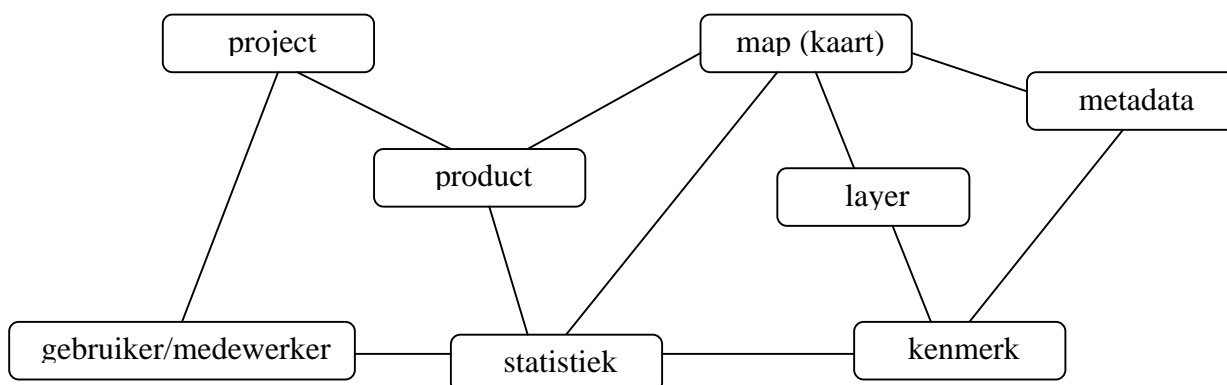 project
map (kaart)
metadata
product
layer
gebruiker/medewerker
statistiek
kenmerk